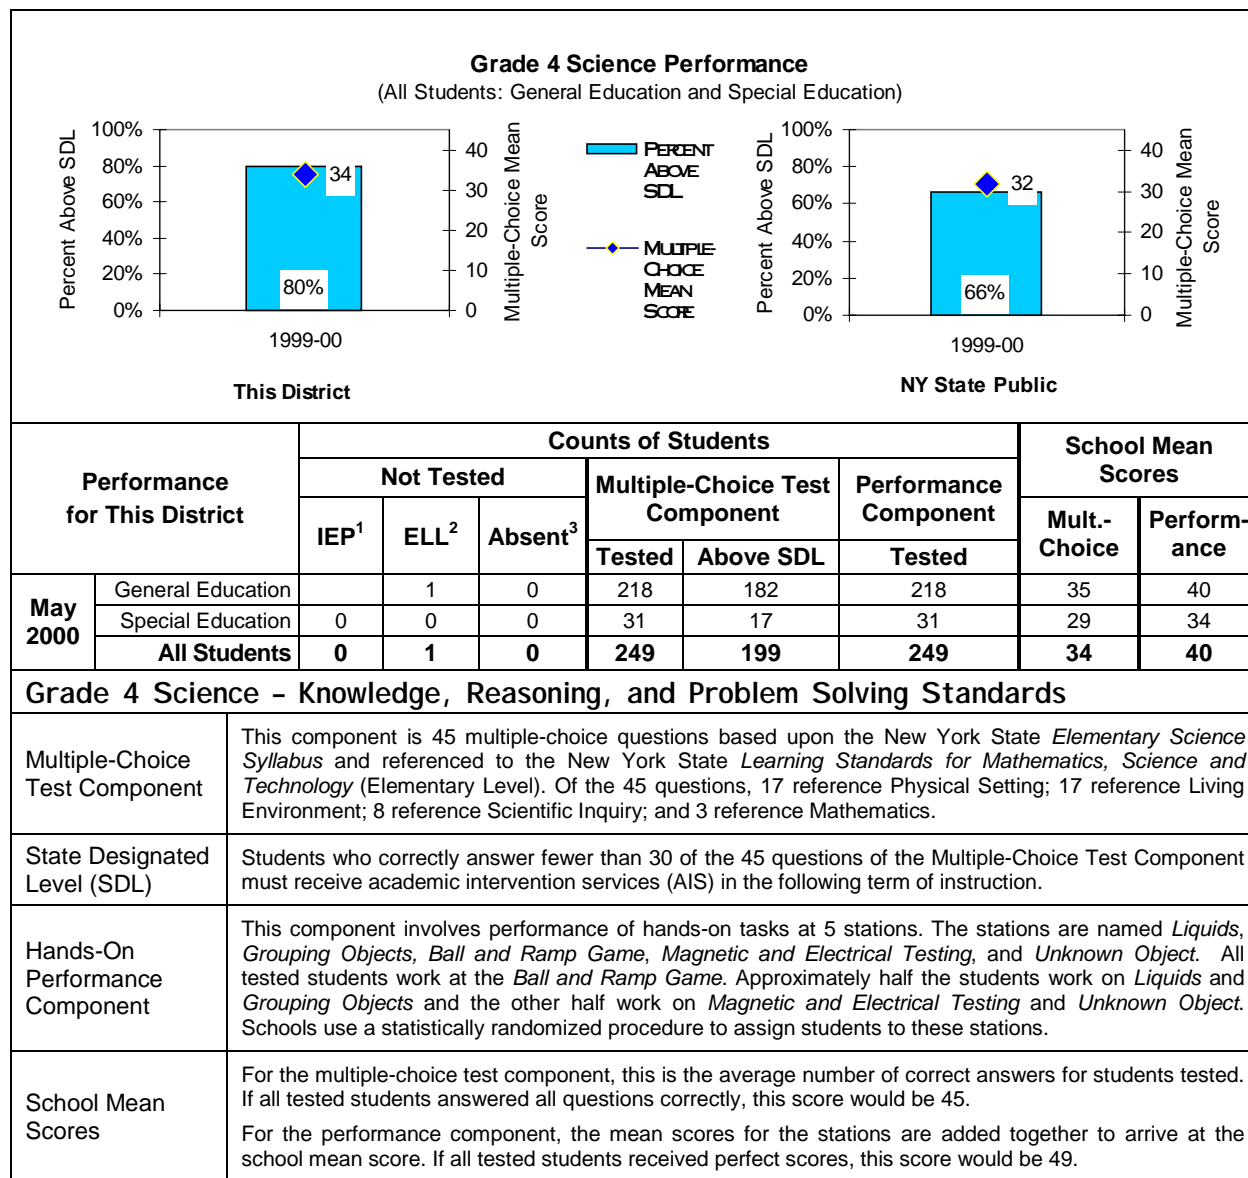 Grade 4 Science Performance
(All Students: General Education and Special Education)
100%
80%
60%
40%
20%
0%
Percent Above SDL
34
80%
40
30
20
10
0
Multiple-Choice Mean
Score
1999-00
This District
PERCENT
ABOVE
SDL
MULTIPLE-
CHOICE
MEAN
SCORE
100%
80%
60%
40%
20%
0%
Percent Above SDL
32
66%
40
30
20
10
0
Multiple-Choice Mean
Score
1999-00
NY State Public
Performance
for This District
Counts of Students
School Mean
Scores
Not Tested
Multiple-Choice Test
Component
Performance
Component
IEP1 ELL2 Absent3
Tested Above SDL Tested
Mult.-
Choice
Perform-
ance
May
2000
General Education 1 0 218 182 218 35 40
Special Education 0 0 0 31 17 31 29 34
All Students 0 1 0 249 199 249 34 40
Grade 4 Science – Knowledge, Reasoning, and Problem Solving Standards
Multiple-Choice
Test Component
This component is 45 multiple-choice questions based upon the New York State Elementary Science
Syllabus and referenced to the New York State Learning Standards for Mathematics, Science and
Technology (Elementary Level). Of the 45 questions, 17 reference Physical Setting; 17 reference Living
Environment; 8 reference Scientific Inquiry; and 3 reference Mathematics.
State Designated
Level (SDL)
Students who correctly answer fewer than 30 of the 45 questions of the Multiple-Choice Test Component
must receive academic intervention services (AIS) in the following term of instruction.
Hands-On
Performance
Component
This component involves performance of hands-on tasks at 5 stations. The stations are named Liquids,
Grouping Objects, Ball and Ramp Game, Magnetic and Electrical Testing, and Unknown Object. All
tested students work at the Ball and Ramp Game. Approximately half the students work on Liquids and
Grouping Objects and the other half work on Magnetic and Electrical Testing and Unknown Object.
Schools use a statistically randomized procedure to assign students to these stations.
School Mean
Scores
For the multiple-choice test component, this is the average number of correct answers for students tested.
If all tested students answered all questions correctly, this score would be 45.
For the performance component, the mean scores for the stations are added together to arrive at the
school mean score. If all tested students received perfect scores, this score would be 49.